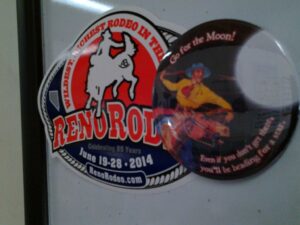 WILDEST, RICHEST RODEO IN THE
RENO ROD
Celebrating 95 Years
June 19-28 • 2014
RenoRodeo.com
Go for the Moon!
Even if you don't get there,
you'll be heading for a star.